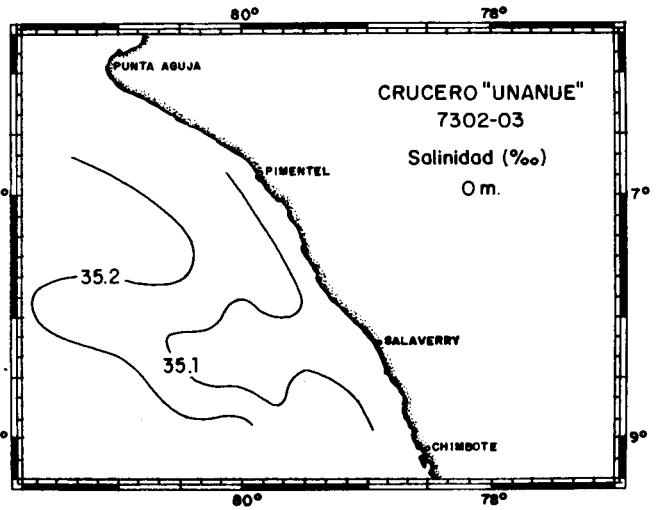 80° 78°
PUNTA AGUJA
CRUCERO "UNANUE"
7302-03
Salinidad (‰)
0 m.
PIMENTEL
° 7°
35.2
SALAVERRY
35.1
° 9°
CHIMBOTE
80° 78°